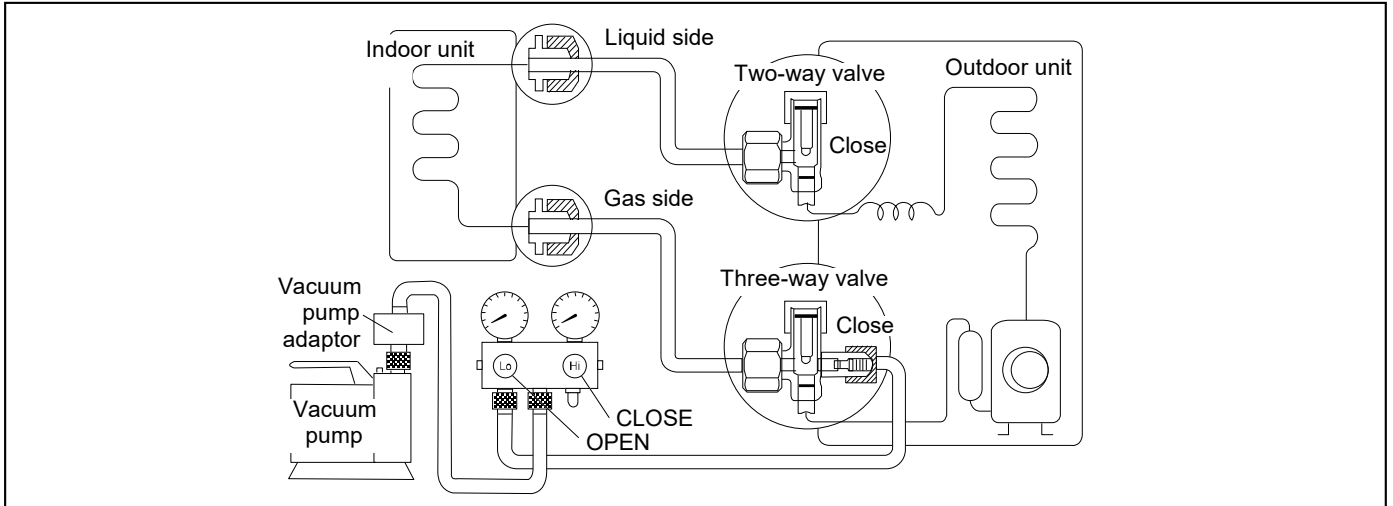 Liquid side
Indoor unit
Two-way valve
Outdoor unit
Close
Gas side
Three-way valve
Close
Vacuum
pump
adaptor
Lo
Hi
Vacuum
pump
CLOSE
OPEN